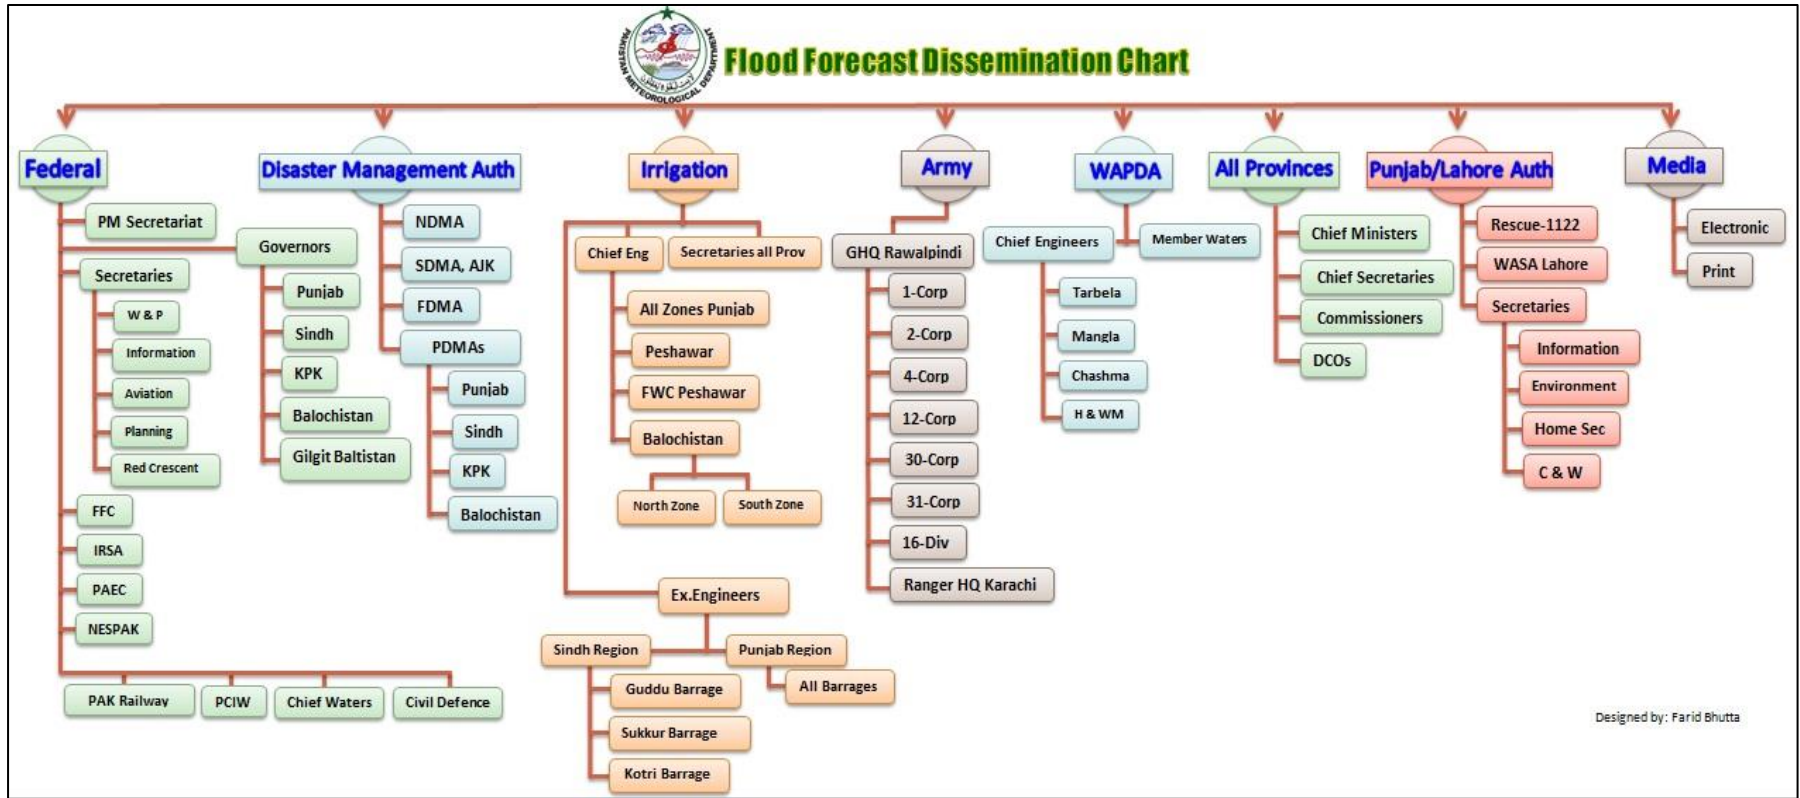 PAKISTAN METEOROLOGICAL DEPARTMENT
Flood Forecast Dissemination Chart
Federal
PM Secretariat
Governors
Punjab
Sindh
KPK
Balochistan
Gilgit Baltistan
Secretaries
W & P
Information
Aviation
Planning
Red Crescent
FFC
IRSA
PAEC
NESPAK
PAK Railway
PCIW
Chief Waters
Civil Defence
Disaster Management Auth
NDMA
SDMA, AJK
FDMA
PDMAs
Punjab
Sindh
KPK
Balochistan
Irrigation
Chief Eng
Secretaries all Prov
All Zones Punjab
Peshawar
FWC Peshawar
Balochistan
North Zone
South Zone
Ex.Engineers
Sindh Region
Punjab Region
Guddu Barrage
Sukkur Barrage
Kotri Barrage
All Barrages
Army
GHQ Rawalpindi
1-Corp
2-Corp
4-Corp
12-Corp
30-Corp
31-Corp
16-Div
Ranger HQ Karachi
WAPDA
Chief Engineers
Member Waters
Tarbela
Mangla
Chashma
H & WM
All Provinces
Chief Ministers
Chief Secretaries
Commissioners
DCOs
Punjab/Lahore Auth
Rescue-1122
WASA Lahore
Secretaries
Information
Environment
Home Sec
C & W
Media
Electronic
Print
Designed by: Farid Bhutta